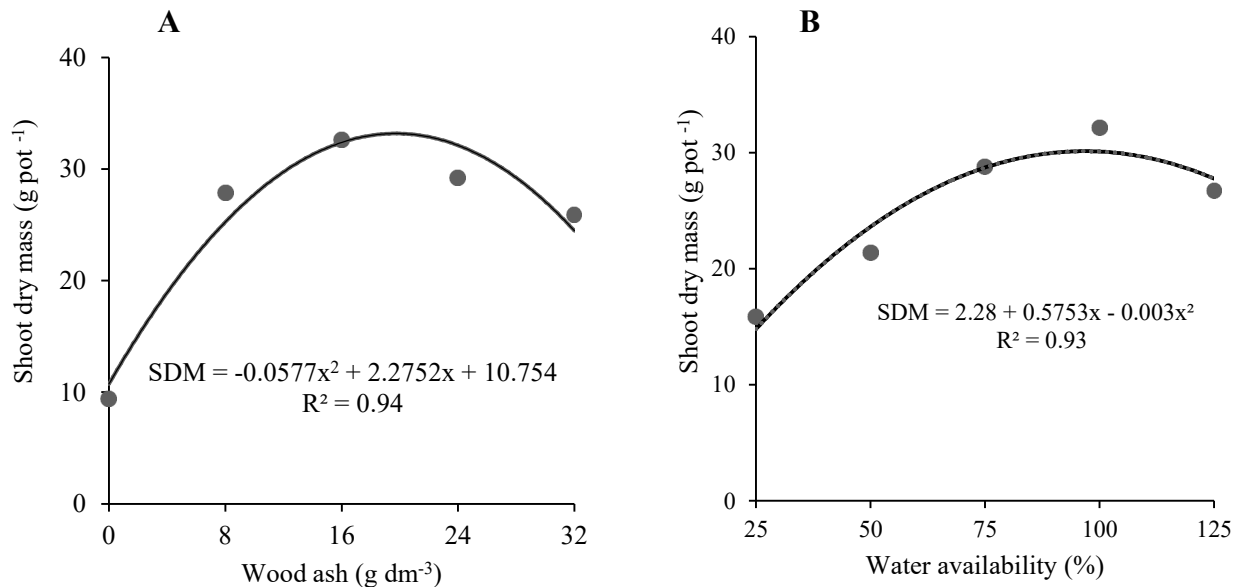 A
Shoot dry mass (g pot ⁻¹)
40
30
20
10
0
SDM = -0.0577x² + 2.2752x + 10.754
R² = 0.94
0 8 16 24 32
Wood ash (g dm⁻³)
B
Shoot dry mass (g pot ⁻¹)
40
30
20
10
0
SDM = 2.28 + 0.5753x - 0.003x²
R² = 0.93
25 50 75 100 125
Water availability (%)